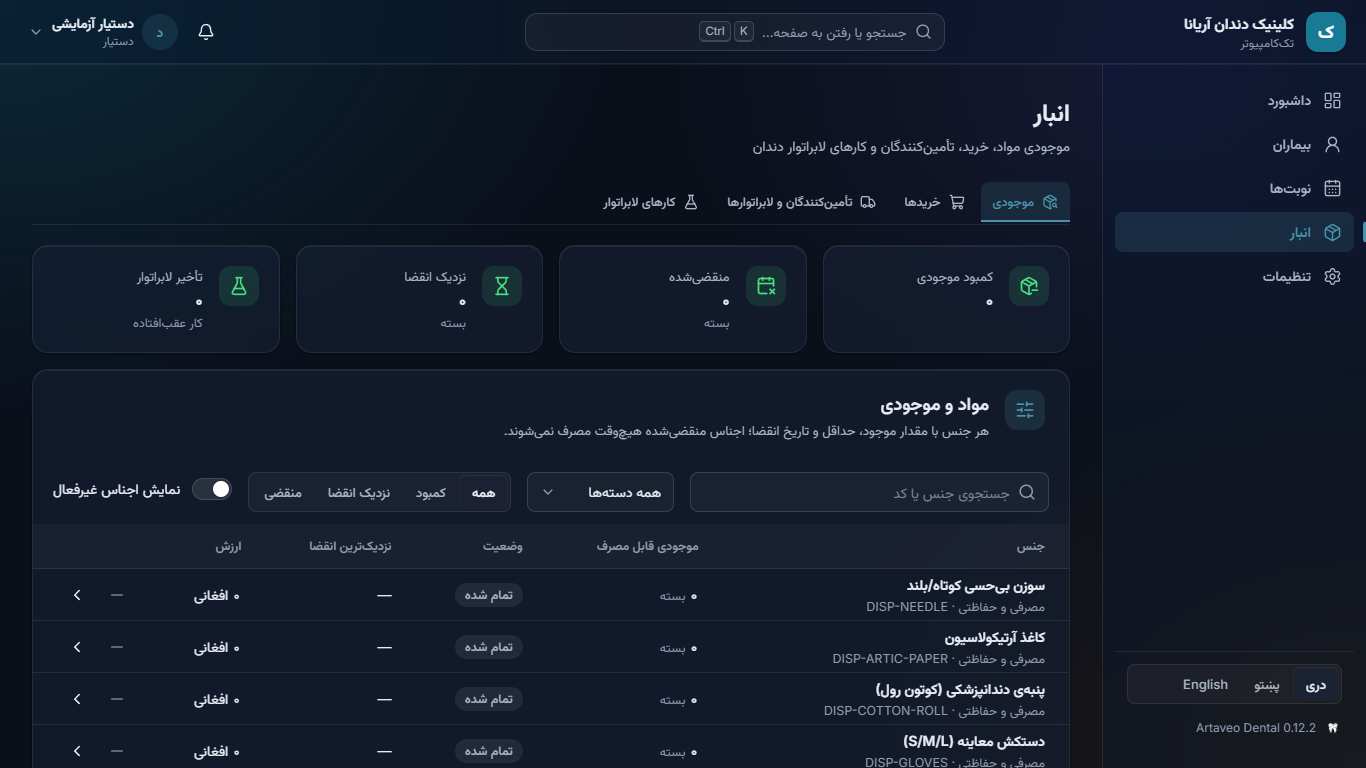 کلینیک دندان آریانا
تک‌کامپیوتر
جستجو یا رفتن به صفحه...
Ctrl K
د
دستیار آزمایشی
دستیار
داشبورد
بیماران
نوبت‌ها
انبار
تنظیمات
انبار
موجودی مواد، خرید، تأمین‌کنندگان و کارهای لابراتوار دندان
موجودی
خریدها
تأمین‌کنندگان و لابراتوارها
کارهای لابراتوار
کمبود موجودی
۰
منقضی‌شده
۰
بسته
نزدیک انقضا
۰
بسته
تأخیر لابراتوار
۰
کار عقب‌افتاده
مواد و موجودی
هر جنس با مقدار موجود، حداقل و تاریخ انقضا؛ اجناس منقضی‌شده هیچ‌وقت مصرف نمی‌شوند.
جستجوی جنس یا کد
همه دسته‌ها
همه
کمبود
نزدیک انقضا
منقضی
نمایش اجناس غیرفعال
جنس موجودی قابل مصرف وضعیت نزدیک‌ترین انقضا ارزش
سوزن بی‌حسی کوتاه/بلند
مصرفی و حفاظتی · DISP-NEEDLE
۰ بسته تمام شده — ۰ افغانی —
کاغذ آرتیکولاسیون
مصرفی و حفاظتی · DISP-ARTIC-PAPER
۰ بسته تمام شده — ۰ افغانی —
پنبه‌ی دندانپزشکی (کوتون رول)
مصرفی و حفاظتی · DISP-COTTON-ROLL
۰ بسته تمام شده — ۰ افغانی —
دستکش معاینه (S/M/L)
مصرفی و حفاظتی · DISP-GLOVES
۰ بسته تمام شده — ۰ افغانی —
دری پښتو English
Artaveo Dental 0.12.2
ک